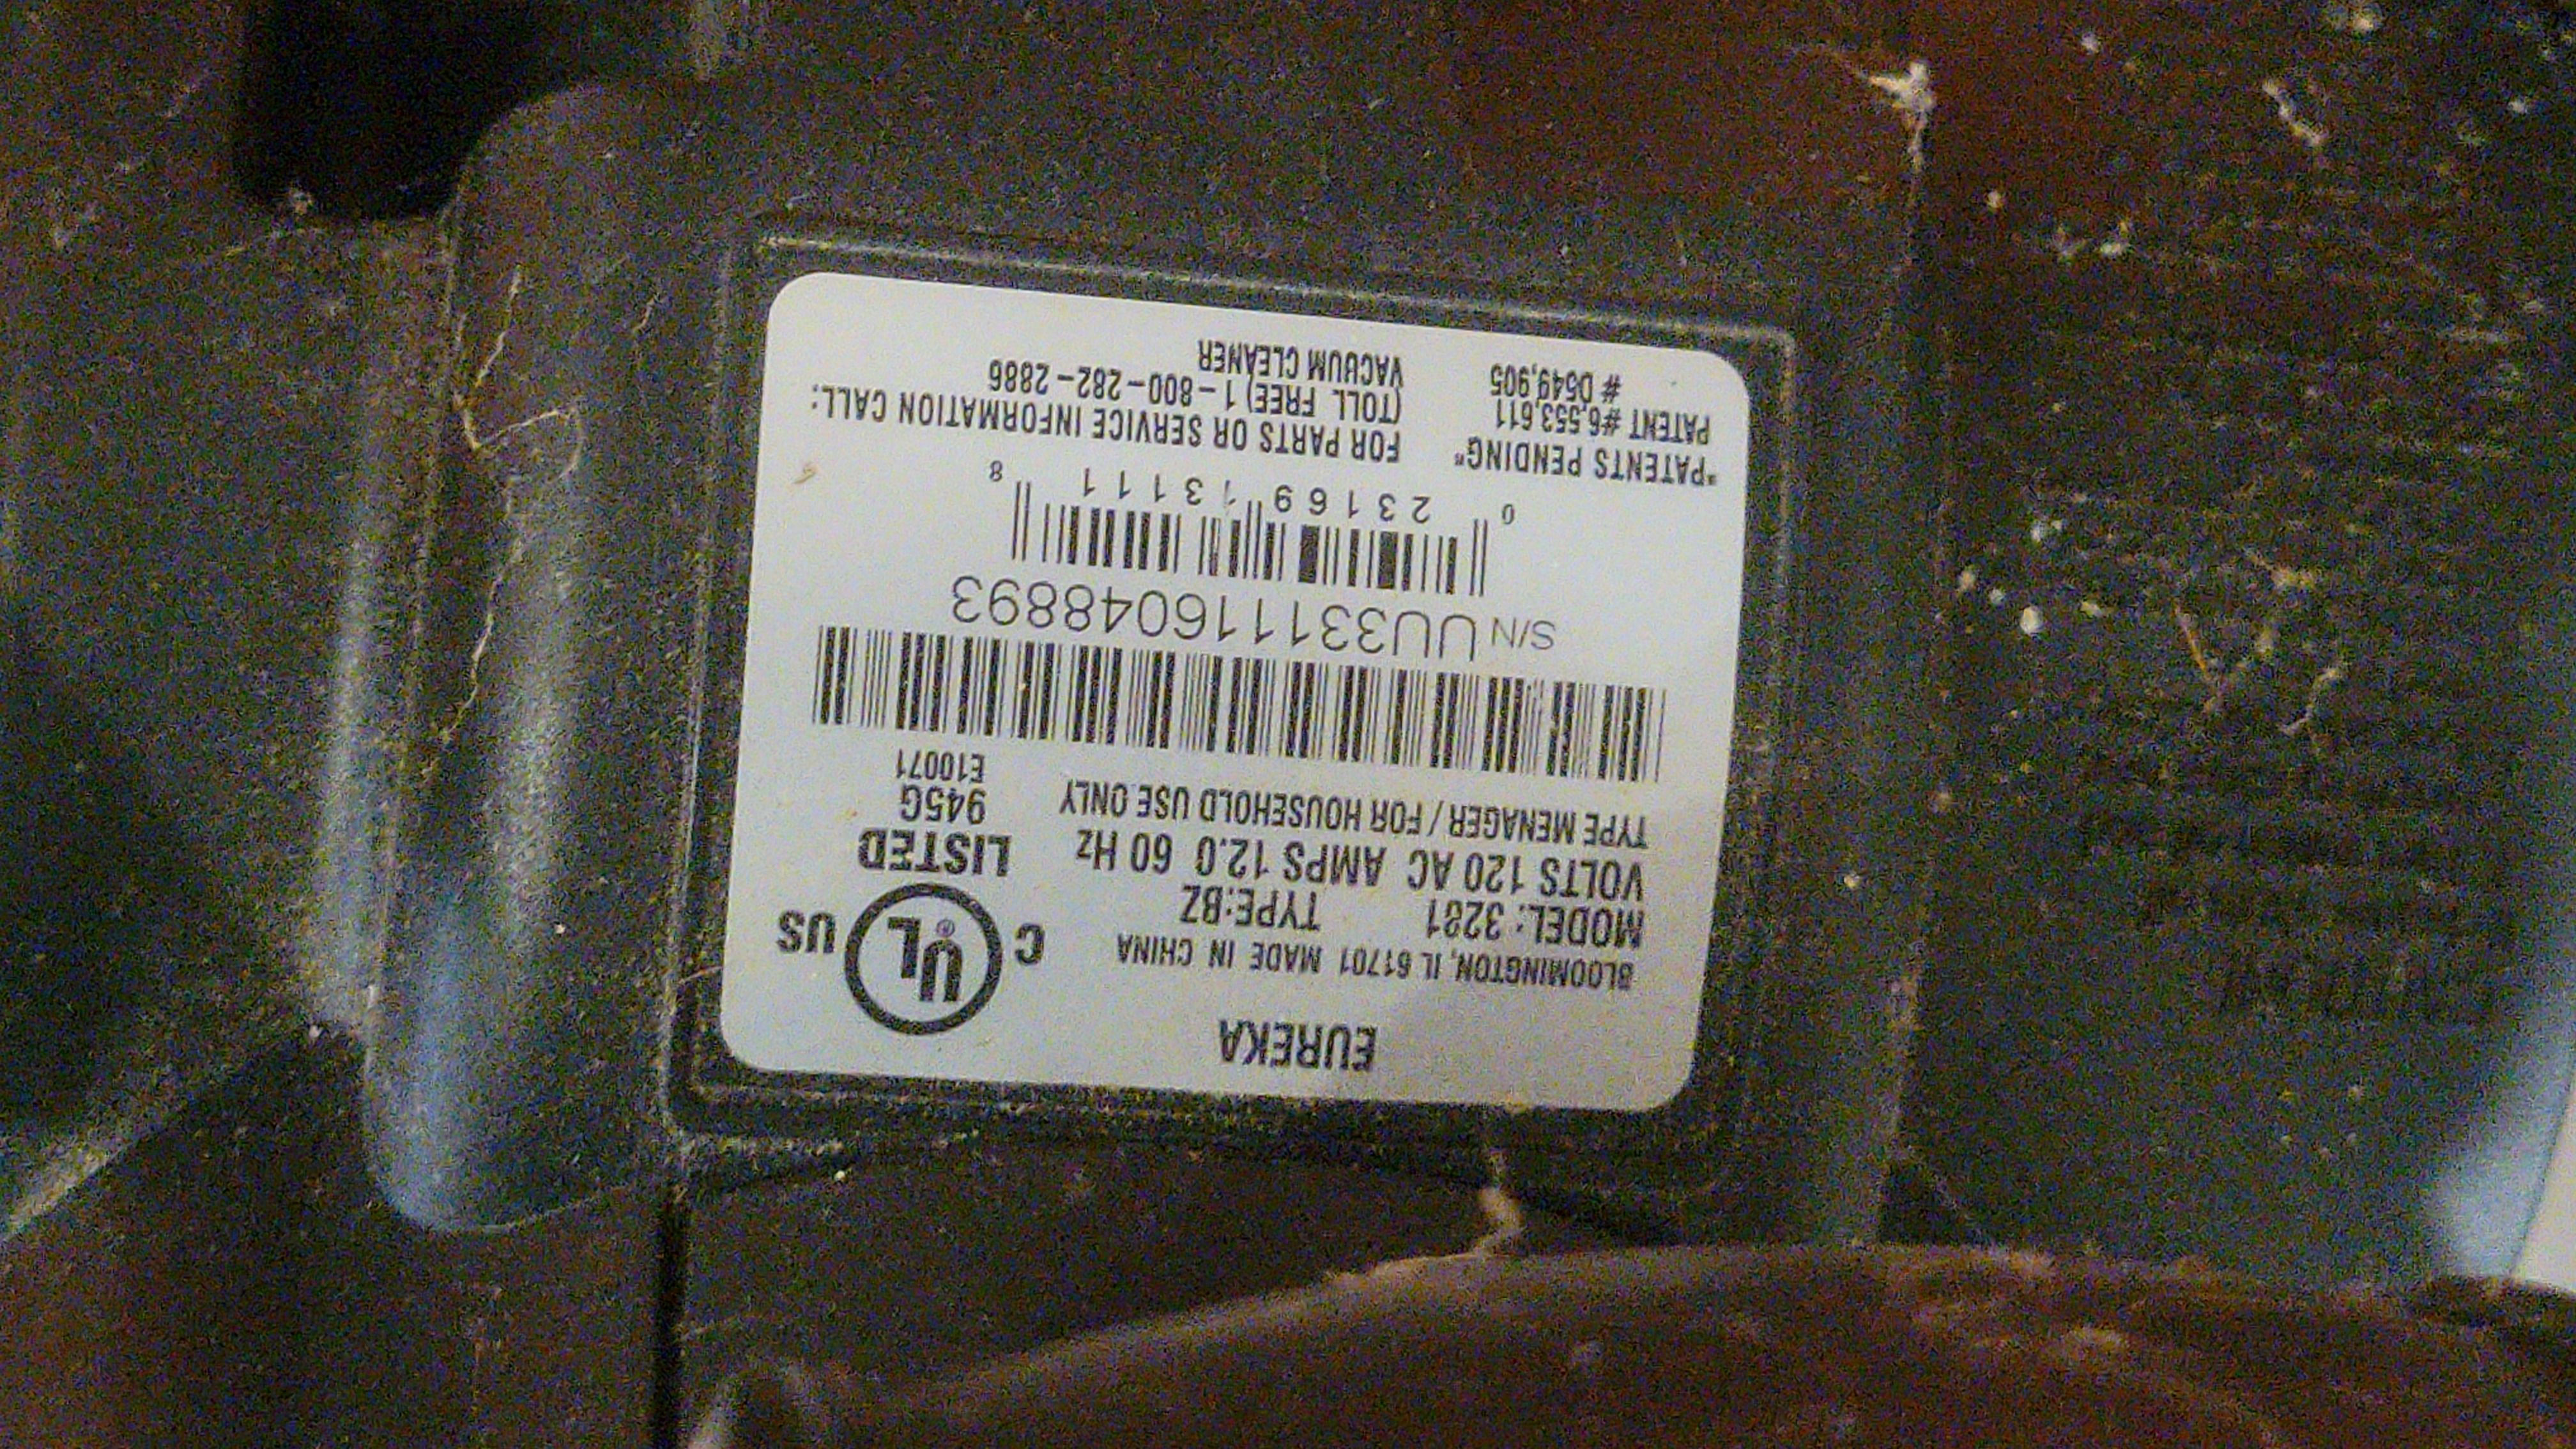 EUREKA
BLOOMINGTON, IL 61701 MADE IN CHINA
MODEL: 3281 TYPE:BZ
VOLTS 120 AC AMPS 12.0 60 Hz
TYPE MENAGER / FOR HOUSEHOLD USE ONLY
C UL® US
LISTED
945G
E10071
S/N UU331116048893
0 23169 13111 8
"PATENTS PENDING"
PATENT #6,553,611
# D549,905
FOR PARTS OR SERVICE INFORMATION CALL:
(TOLL FREE) 1-800-282-2886
VACUUM CLEANER